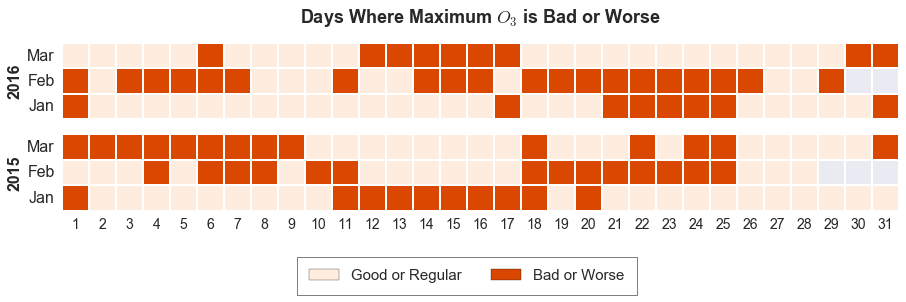 Days Where Maximum O₃ is Bad or Worse
2016
Mar
Feb
Jan
2015
Mar
Feb
Jan
1 2 3 4 5 6 7 8 9 10 11 12 13 14 15 16 17 18 19 20 21 22 23 24 25 26 27 28 29 30 31
Good or Regular Bad or Worse